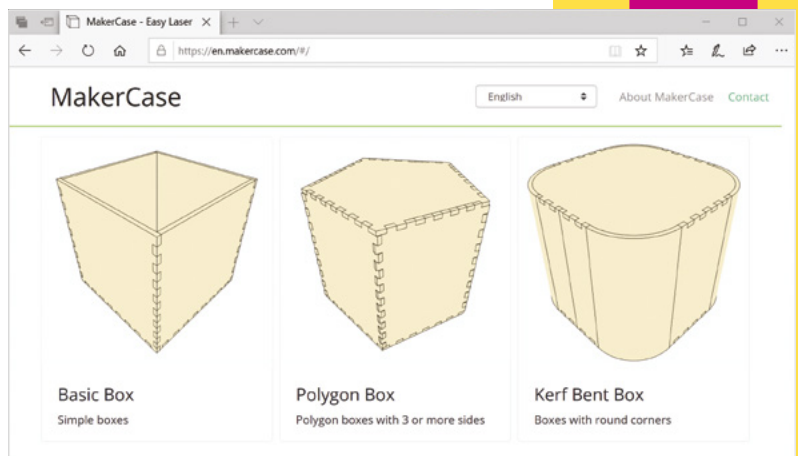 MakerCase - Easy Laser
https://en.makercase.com/#/
MakerCase
English
About MakerCase
Contact
Basic Box
Simple boxes
Polygon Box
Polygon boxes with 3 or more sides
Kerf Bent Box
Boxes with round corners